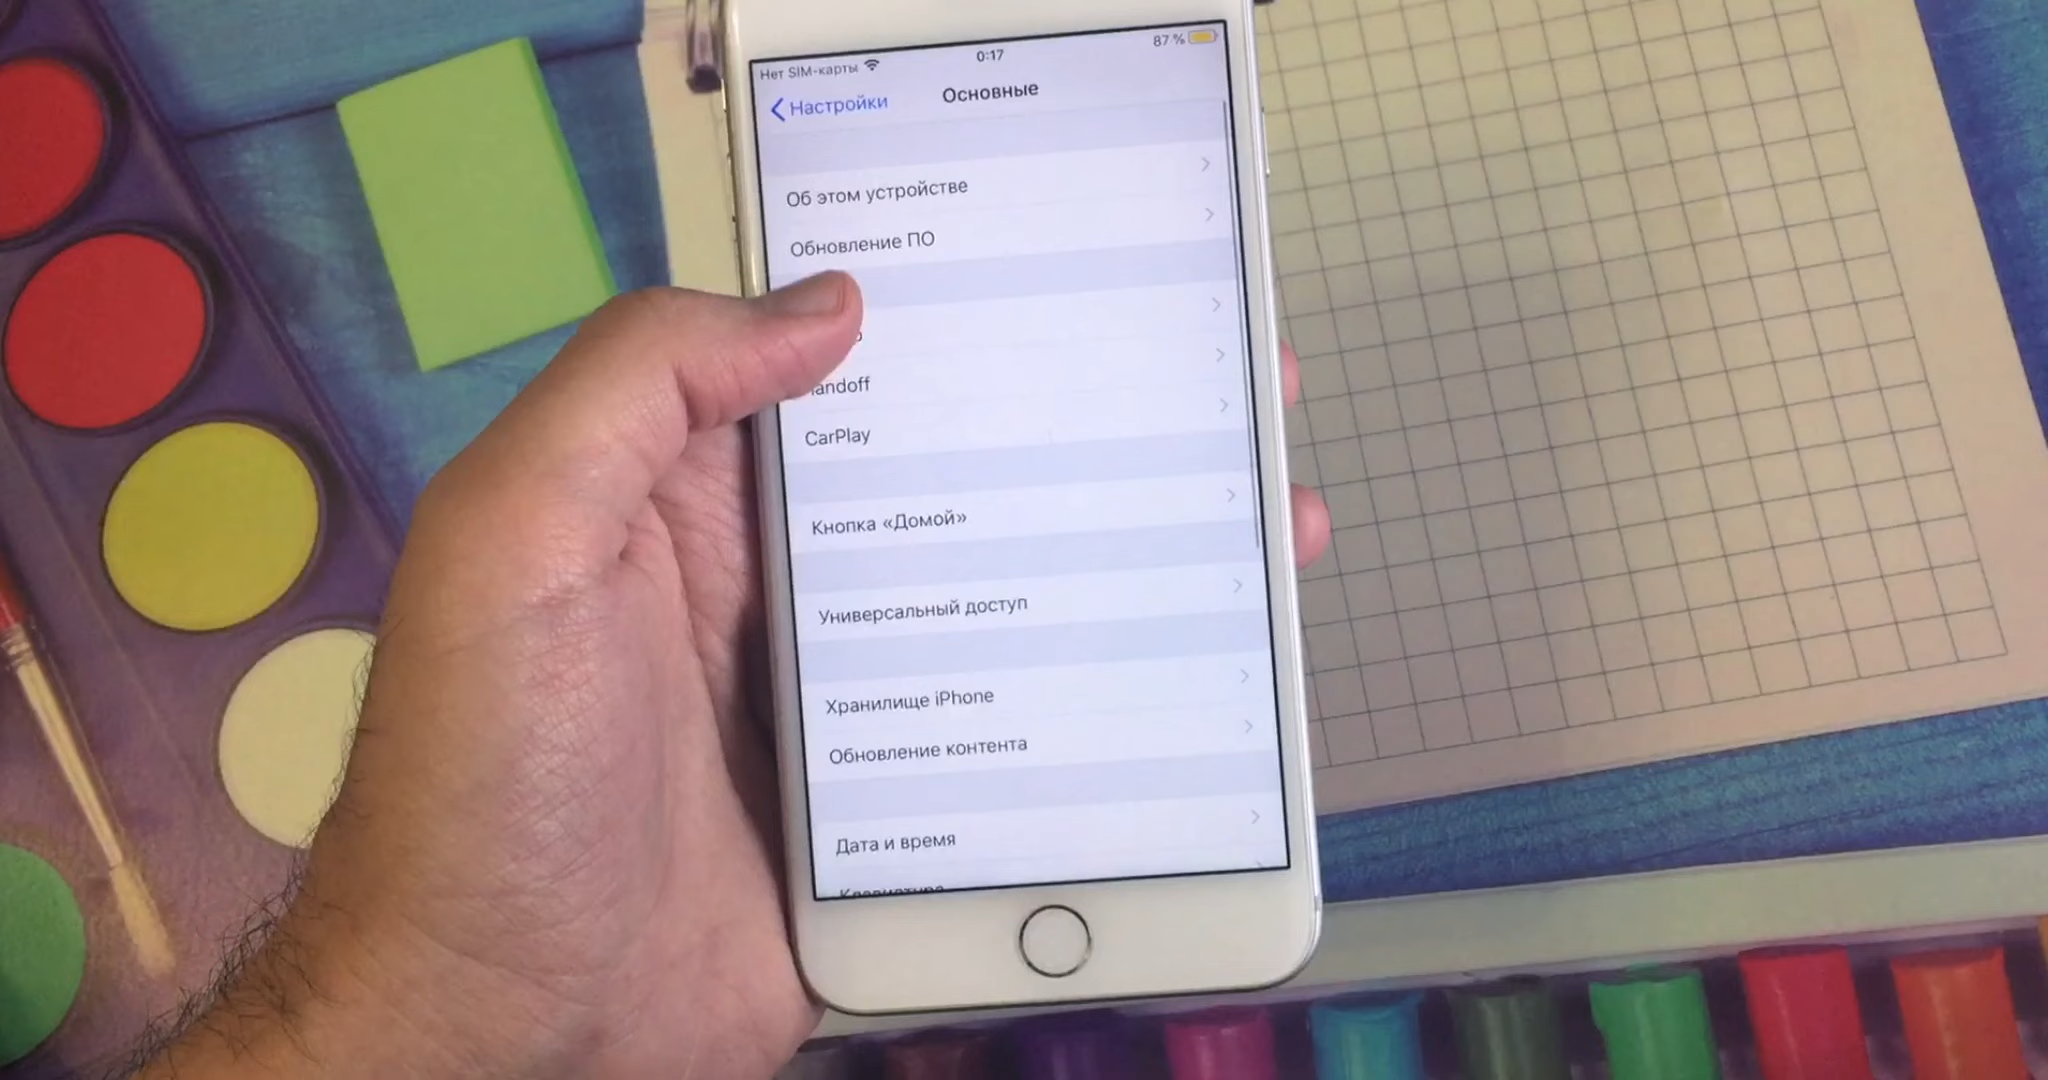 Нет SIM-карты
0:17
87 %
Настройки
Основные
Об этом устройстве
Обновление ПО
CarPlay
Кнопка «Домой»
Универсальный доступ
Хранилище iPhone
Обновление контента
Дата и время